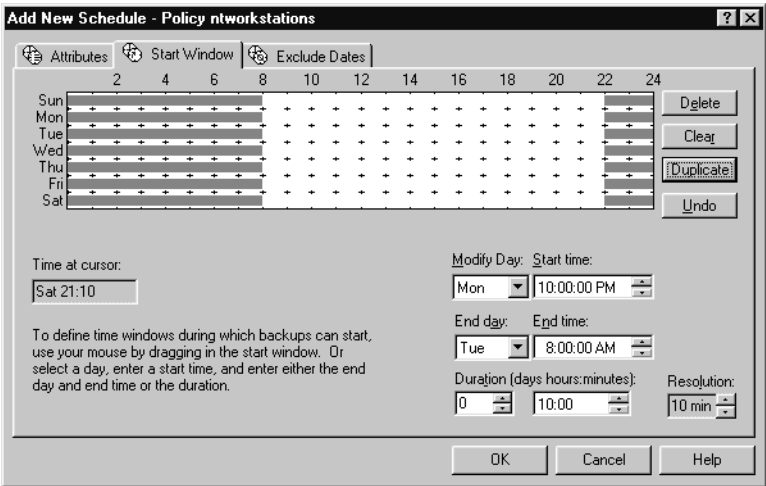 Add New Schedule - Policy ntworkstations
Attributes
Start Window
Exclude Dates
2 4 6 8 10 12 14 16 18 20 22 24
Sun
Mon
Tue
Wed
Thu
Fri
Sat
Delete
Clear
Duplicate
Undo
Time at cursor:
Sat 21:10
To define time windows during which backups can start,
use your mouse by dragging in the start window. Or
select a day, enter a start time, and enter either the end
day and end time or the duration.
Modify Day: Start time:
Mon 10:00:00 PM
End day: End time:
Tue 8:00:00 AM
Duration (days hours:minutes): Resolution:
0 10:00 10 min
OK Cancel Help